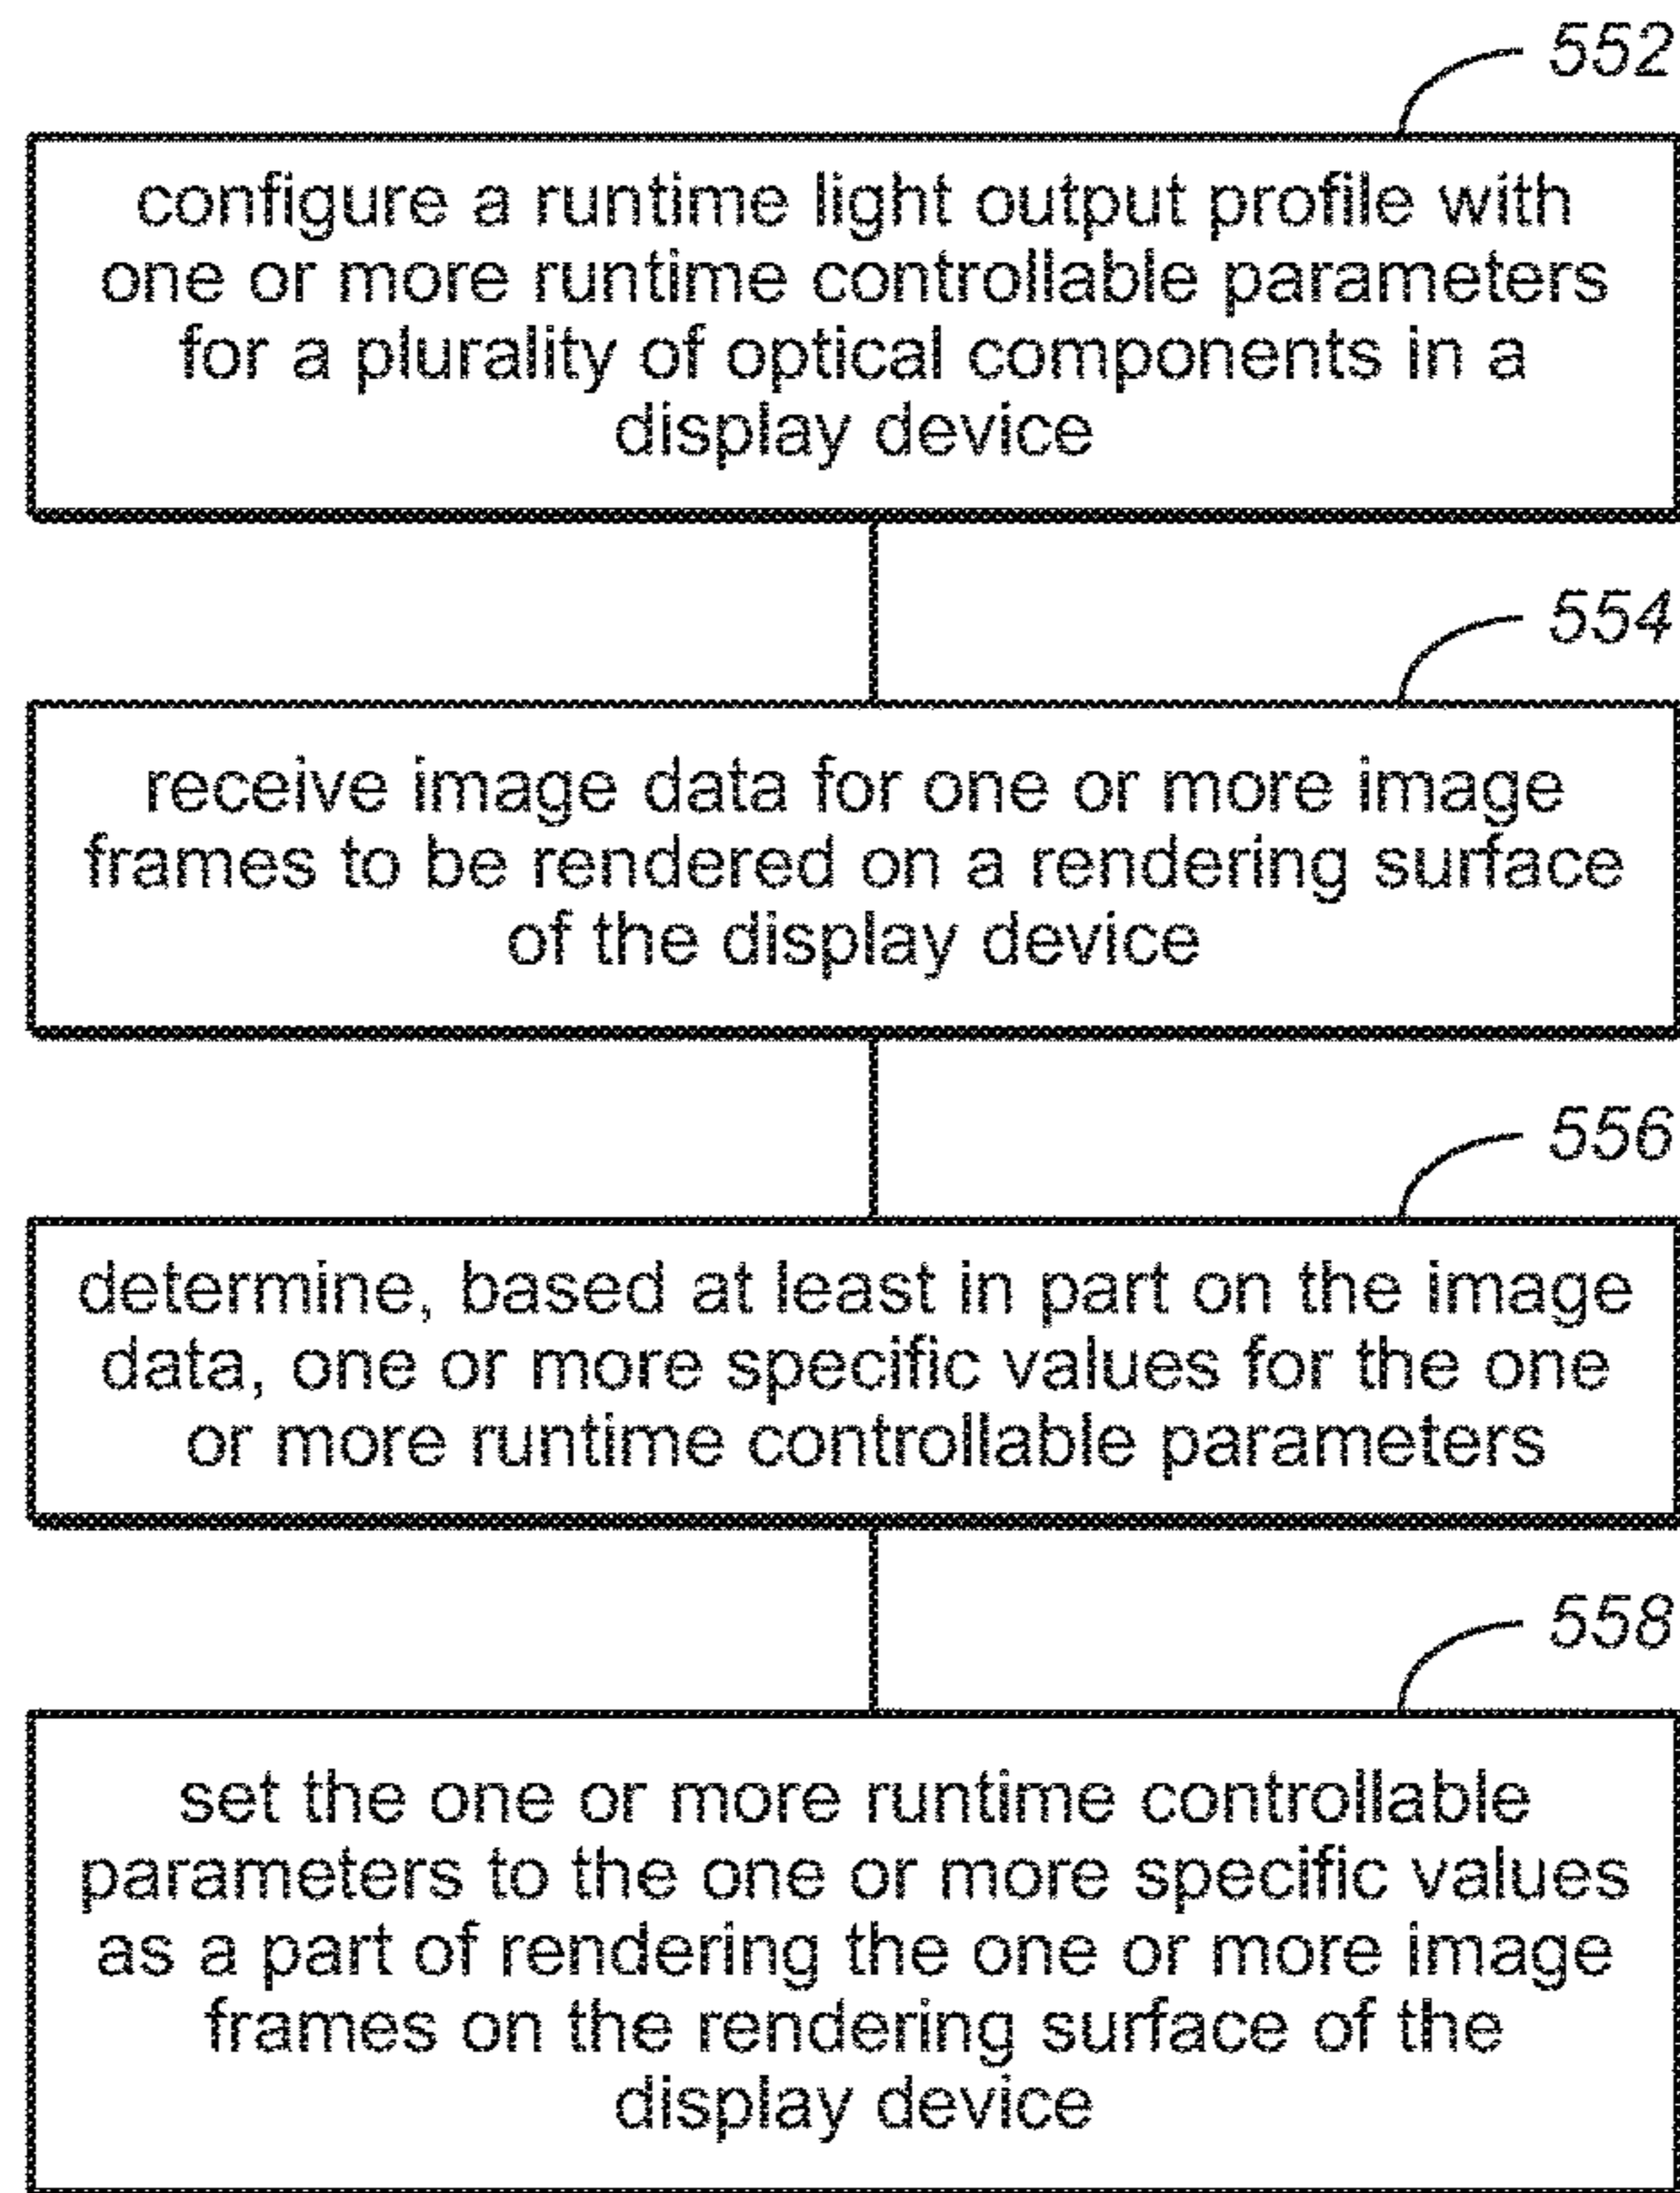 552
configure a runtime light output profile with
one or more runtime controllable parameters
for a plurality of optical components in a
display device
554
receive image data for one or more image
frames to be rendered on a rendering surface
of the display device
556
determine, based at least in part on the image
data, one or more specific values for the one
or more runtime controllable parameters
558
set the one or more runtime controllable
parameters to the one or more specific values
as a part of rendering the one or more image
frames on the rendering surface of the
display device